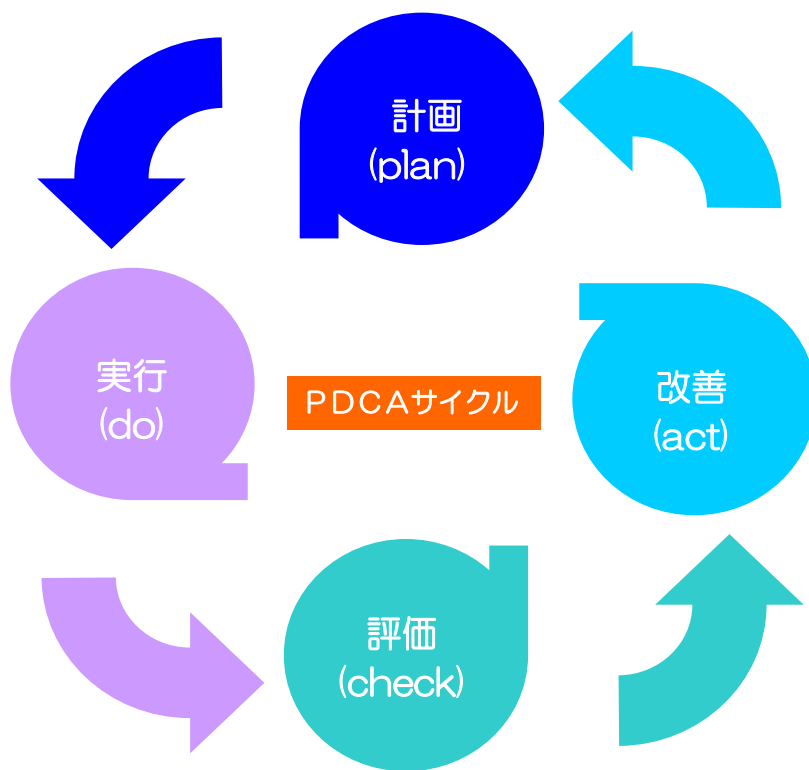 計画
(plan)
実行
(do)
ＰＤＣＡサイクル
改善
(act)
評価
(check)